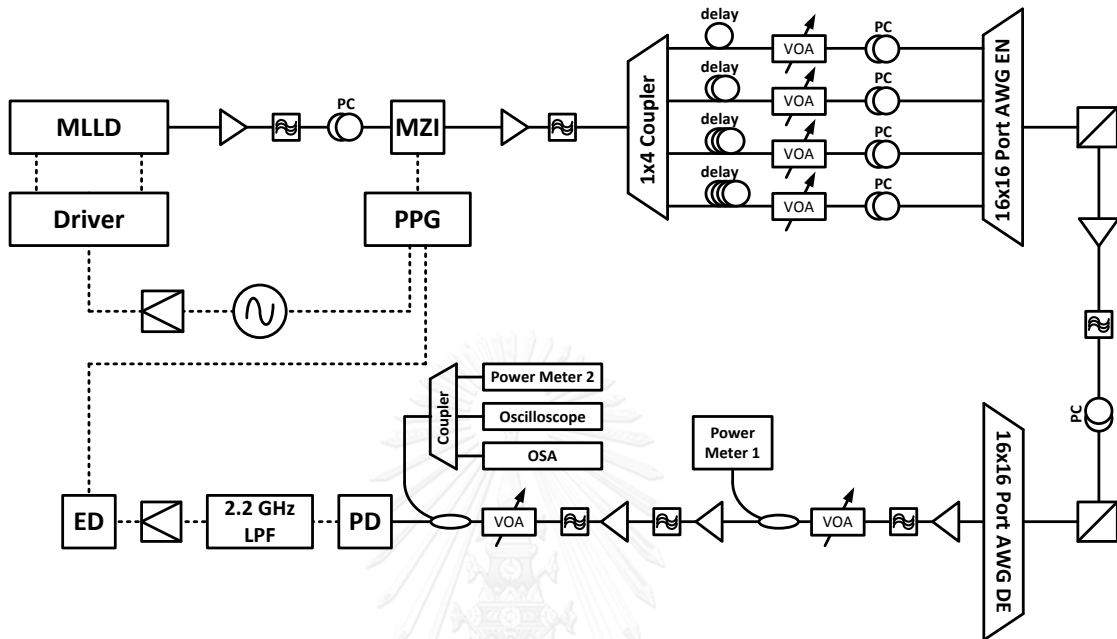 delay
VOA
PC
delay
VOA
PC
delay
VOA
PC
delay
VOA
PC
MLLD
PC
MZI
1x4 Coupler
16x16 Port AWG EN
Driver
PPG
Power Meter 2
Oscilloscope
OSA
Coupler
Power
Meter 1
PC
16x16 Port AWG DE
ED
2.2 GHz
LPF
PD
VOA
VOA